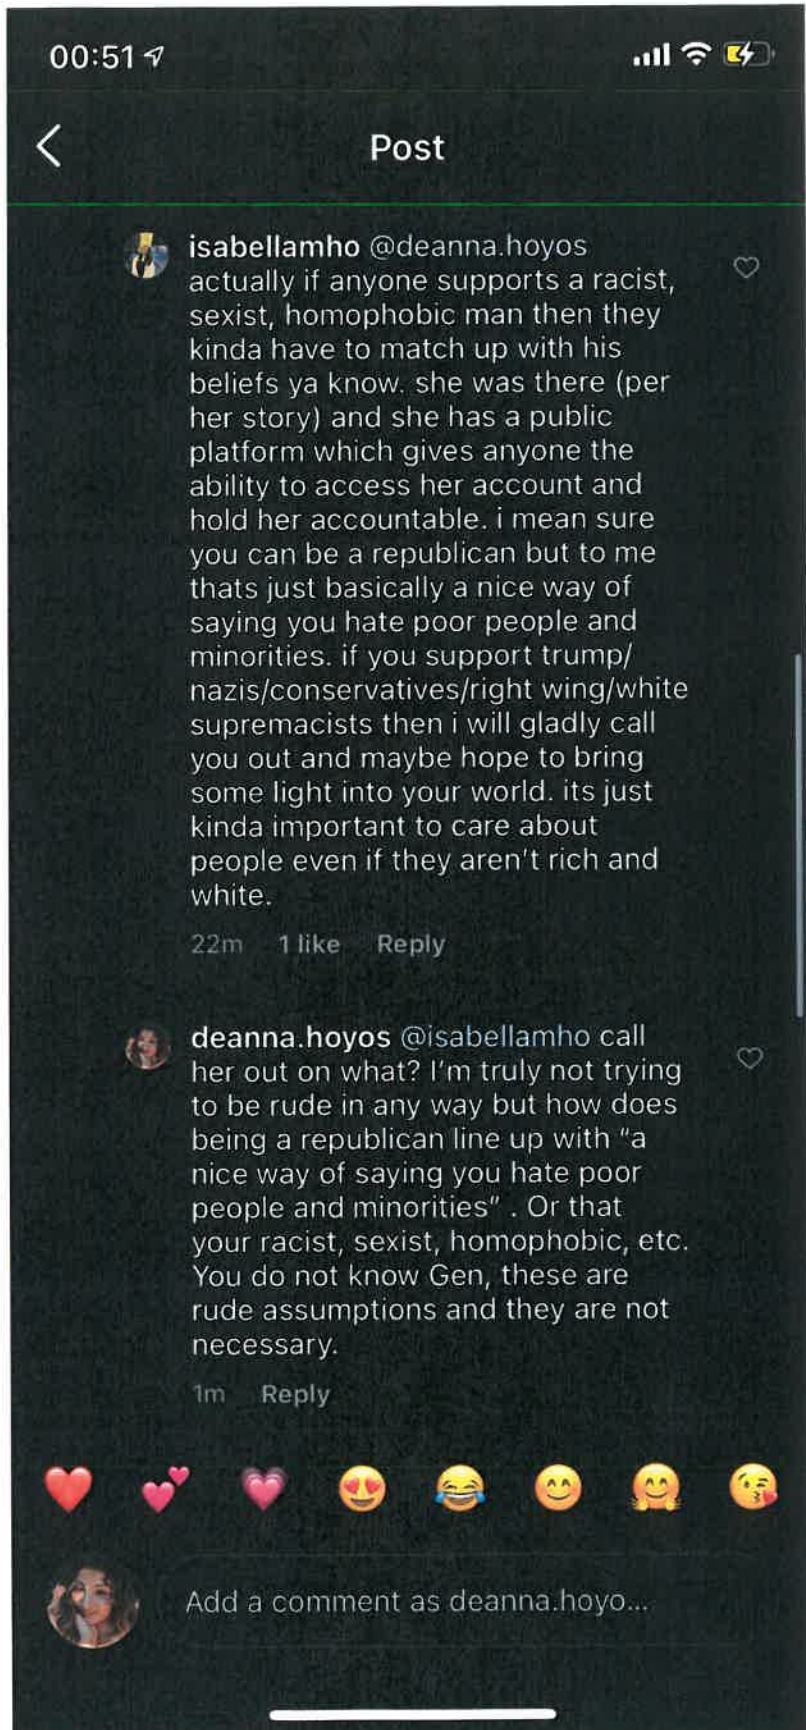 00:51
Post
isabellamho @deanna.hoyos
actually if anyone supports a racist,
sexist, homophobic man then they
kinda have to match up with his
beliefs ya know. she was there (per
her story) and she has a public
platform which gives anyone the
ability to access her account and
hold her accountable. i mean sure
you can be a republican but to me
thats just basically a nice way of
saying you hate poor people and
minorities. if you support trump/
nazis/conservatives/right wing/white
supremacists then i will gladly call
you out and maybe hope to bring
some light into your world. its just
kinda important to care about
people even if they aren't rich and
white.
22m 1 like Reply
deanna.hoyos @isabellamho call
her out on what? I'm truly not trying
to be rude in any way but how does
being a republican line up with "a
nice way of saying you hate poor
people and minorities" . Or that
your racist, sexist, homophobic, etc.
You do not know Gen, these are
rude assumptions and they are not
necessary.
1m Reply
Add a comment as deanna.hoyo...